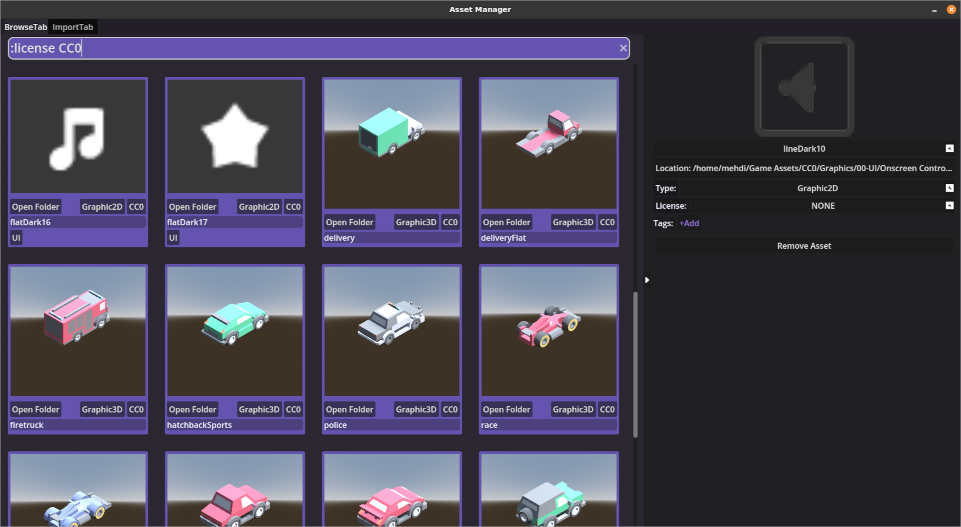 Asset Manager
BrowseTab ImportTab
:license CC0
Open Folder Graphic2D CC0
flatDark16
UI
Open Folder Graphic2D CC0
flatDark17
UI
Open Folder Graphic3D CC0
delivery
Open Folder Graphic3D CC0
deliveryFlat
Open Folder Graphic3D CC0
firetruck
Open Folder Graphic3D CC0
hatchbackSports
Open Folder Graphic3D CC0
police
Open Folder Graphic3D CC0
race
lineDark10
Location: /home/mehdi/Game Assets/CC0/Graphics/00-UI/Onscreen Contro...
Type: Graphic2D
License: NONE
Tags: +Add
Remove Asset